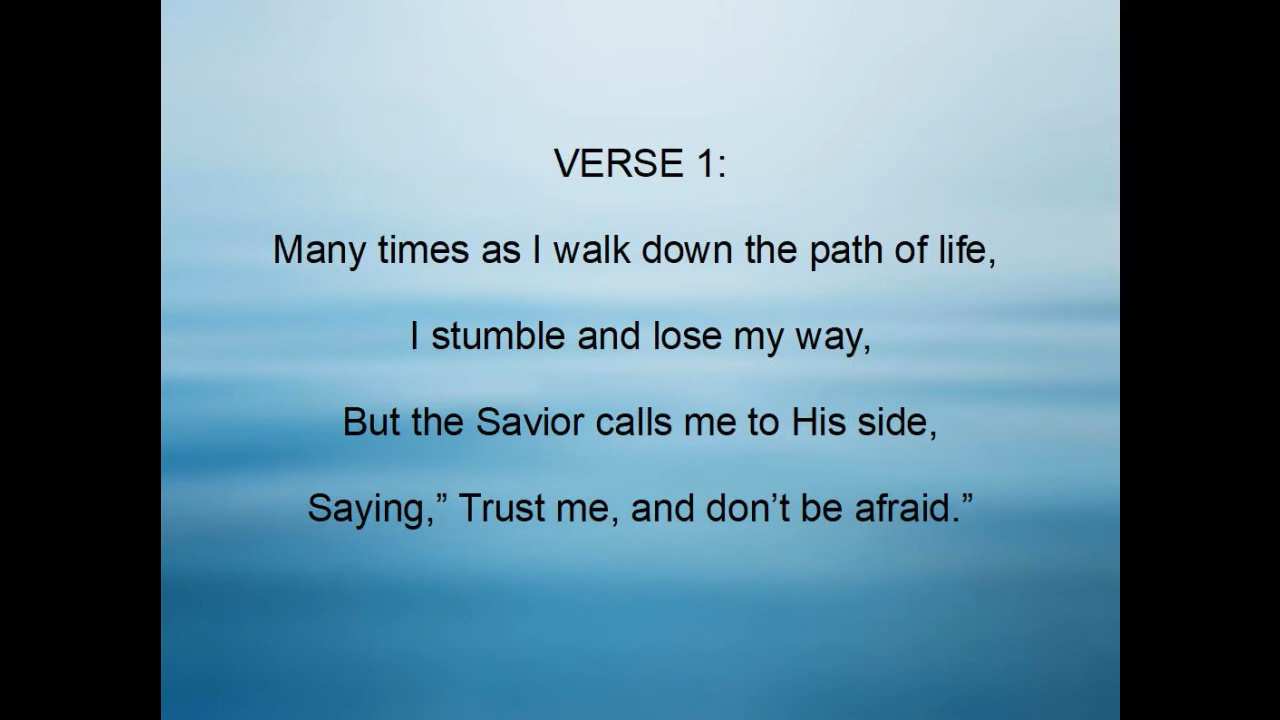 VERSE 1:
Many times as I walk down the path of life,
I stumble and lose my way,
But the Savior calls me to His side,
Saying,” Trust me, and don’t be afraid.”